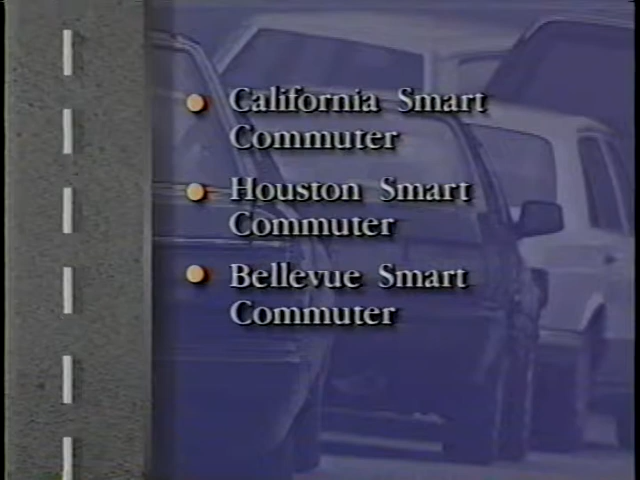 California Smart
Commuter
Houston Smart
Commuter
Bellevue Smart
Commuter